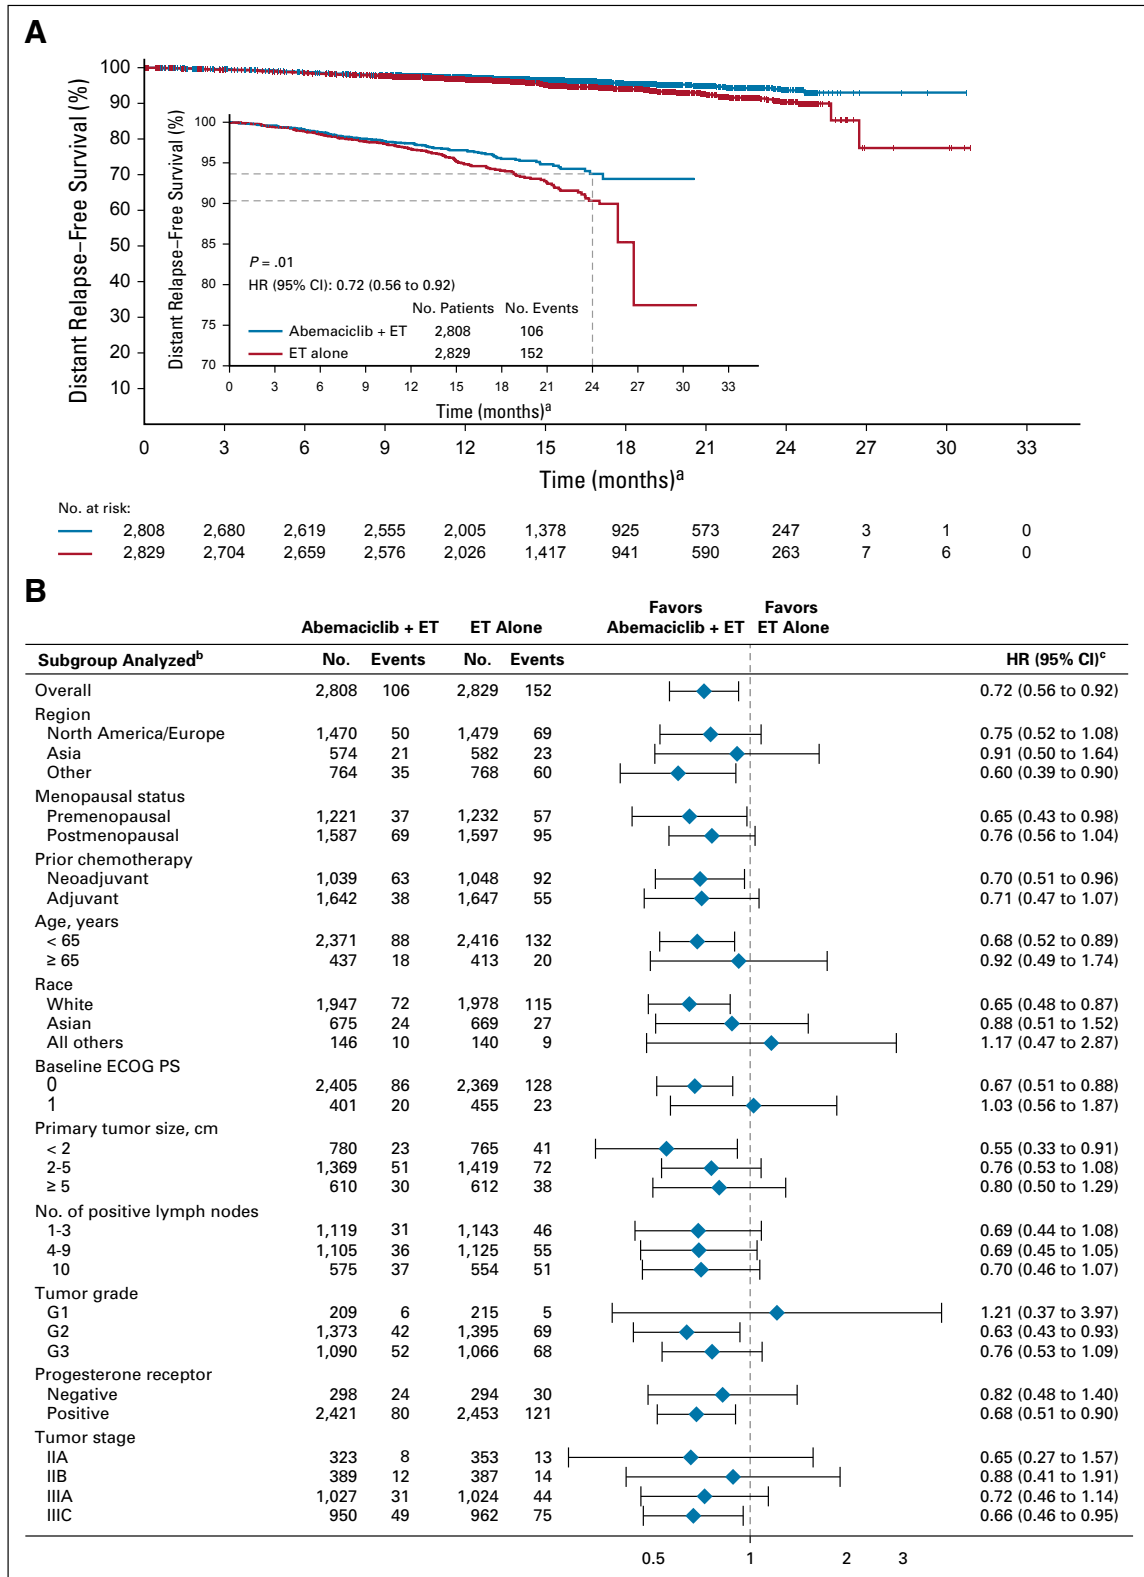 A
Distant Relapse–Free Survival (%)
100
90
80
70
60
50
40
30
20
10
0 3 6 9 12 15 18 21 24 27 30 33
Time (months)a
Distant Relapse–Free Survival (%)
100
95
90
85
80
75
70
P = .01
HR (95% CI): 0.72 (0.56 to 0.92)
No. Patients No. Events
Abemaciclib + ET 2,808 106
ET alone 2,829 152
0 3 6 9 12 15 18 21 24 27 30 33
Time (months)a
No. at risk:
2,808 2,680 2,619 2,555 2,005 1,378 925 573 247 3 1 0
2,829 2,704 2,659 2,576 2,026 1,417 941 590 263 7 6 0
B
Favors Favors
Abemaciclib + ET ET Alone Abemaciclib + ET ET Alone
Subgroup Analyzedb No. Events No. Events HR (95% CI)c
Overall 2,808 106 2,829 152 0.72 (0.56 to 0.92)
Region
North America/Europe 1,470 50 1,479 69 0.75 (0.52 to 1.08)
Asia 574 21 582 23 0.91 (0.50 to 1.64)
Other 764 35 768 60 0.60 (0.39 to 0.90)
Menopausal status
Premenopausal 1,221 37 1,232 57 0.65 (0.43 to 0.98)
Postmenopausal 1,587 69 1,597 95 0.76 (0.56 to 1.04)
Prior chemotherapy
Neoadjuvant 1,039 63 1,048 92 0.70 (0.51 to 0.96)
Adjuvant 1,642 38 1,647 55 0.71 (0.47 to 1.07)
Age, years
< 65 2,371 88 2,416 132 0.68 (0.52 to 0.89)
≥ 65 437 18 413 20 0.92 (0.49 to 1.74)
Race
White 1,947 72 1,978 115 0.65 (0.48 to 0.87)
Asian 675 24 669 27 0.88 (0.51 to 1.52)
All others 146 10 140 9 1.17 (0.47 to 2.87)
Baseline ECOG PS
0 2,405 86 2,369 128 0.67 (0.51 to 0.88)
1 401 20 455 23 1.03 (0.56 to 1.87)
Primary tumor size, cm
< 2 780 23 765 41 0.55 (0.33 to 0.91)
2-5 1,369 51 1,419 72 0.76 (0.53 to 1.08)
≥ 5 610 30 612 38 0.80 (0.50 to 1.29)
No. of positive lymph nodes
1-3 1,119 31 1,143 46 0.69 (0.44 to 1.08)
4-9 1,105 36 1,125 55 0.69 (0.45 to 1.05)
10 575 37 554 51 0.70 (0.46 to 1.07)
Tumor grade
G1 209 6 215 5 1.21 (0.37 to 3.97)
G2 1,373 42 1,395 69 0.63 (0.43 to 0.93)
G3 1,090 52 1,066 68 0.76 (0.53 to 1.09)
Progesterone receptor
Negative 298 24 294 30 0.82 (0.48 to 1.40)
Positive 2,421 80 2,453 121 0.68 (0.51 to 0.90)
Tumor stage
IIA 323 8 353 13 0.65 (0.27 to 1.57)
IIB 389 12 387 14 0.88 (0.41 to 1.91)
IIIA 1,027 31 1,024 44 0.72 (0.46 to 1.14)
IIIC 950 49 962 75 0.66 (0.46 to 0.95)
0.5 1 2 3